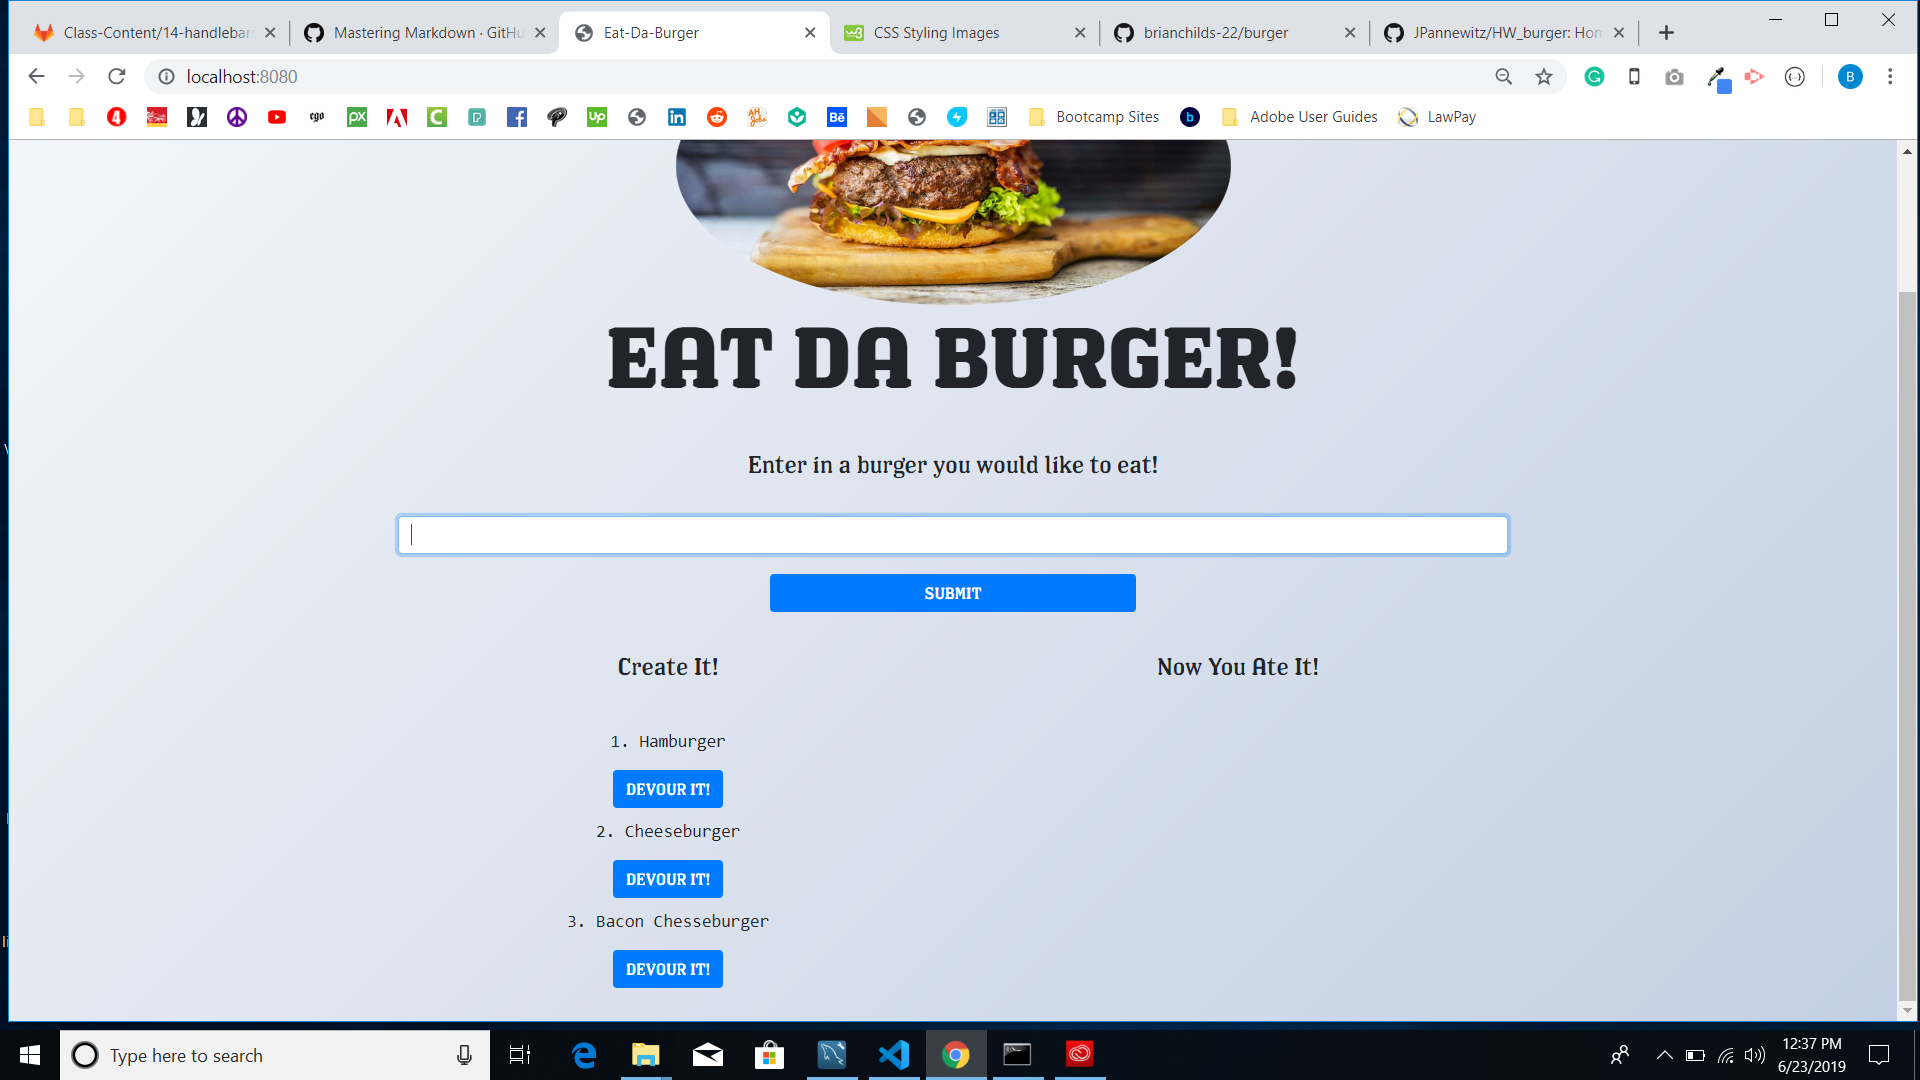 Class-Content/14-handlebars
Mastering Markdown · GitHu
Eat-Da-Burger
CSS Styling Images
brianchilds-22/burger
JPannewitz/HW_burger: Hom
localhost:8080
B
Bootcamp Sites
Adobe User Guides
LawPay
EAT DA BURGER!
Enter in a burger you would like to eat!
SUBMIT
Create It!
Now You Ate It!
1. Hamburger
DEVOUR IT!
2. Cheeseburger
DEVOUR IT!
3. Bacon Chesseburger
DEVOUR IT!
Type here to search
12:37 PM
6/23/2019